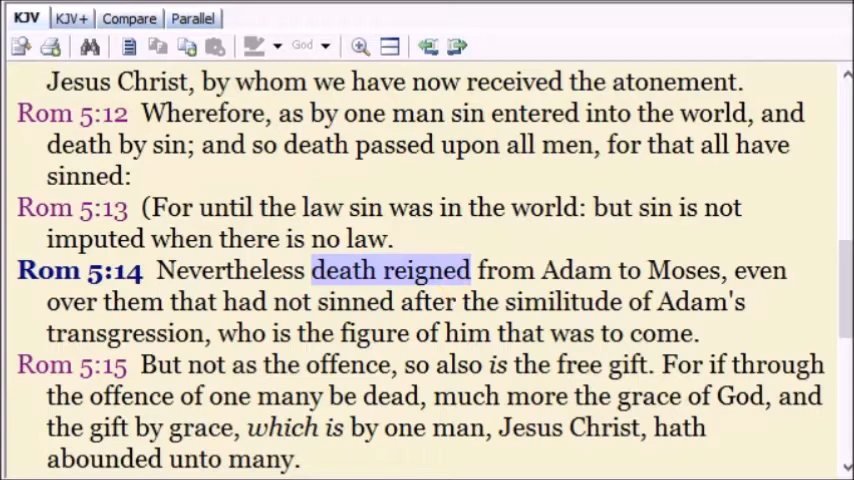 KJV KJV+ Compare Parallel
God
Jesus Christ, by whom we have now received the atonement.
Rom 5:12 Wherefore, as by one man sin entered into the world, and
death by sin; and so death passed upon all men, for that all have
sinned:
Rom 5:13 (For until the law sin was in the world: but sin is not
imputed when there is no law.
Rom 5:14 Nevertheless death reigned from Adam to Moses, even
over them that had not sinned after the similitude of Adam's
transgression, who is the figure of him that was to come.
Rom 5:15 But not as the offence, so also is the free gift. For if through
the offence of one many be dead, much more the grace of God, and
the gift by grace, which is by one man, Jesus Christ, hath
abounded unto many.